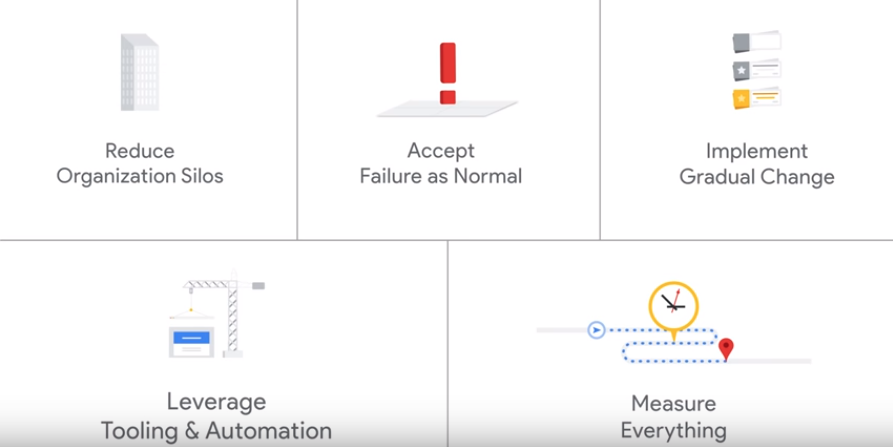 Reduce
Organization Silos
Accept
Failure as Normal
Implement
Gradual Change
Leverage
Tooling & Automation
Measure
Everything